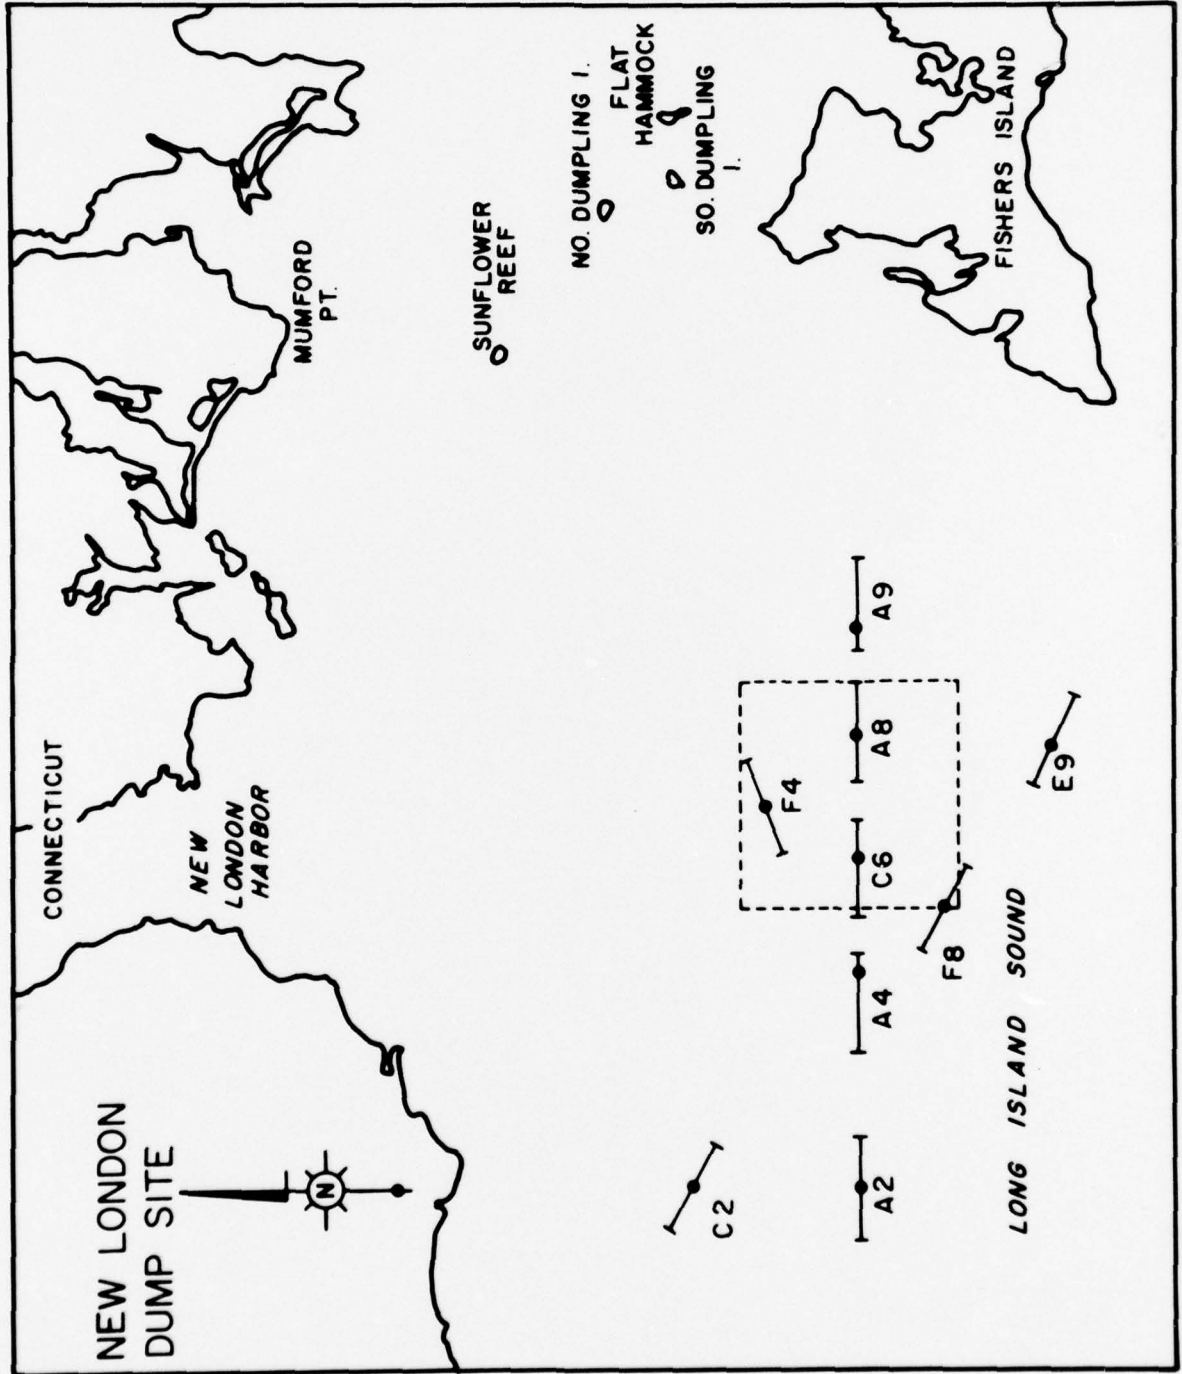 NEW LONDON
DUMP SITE
N
CONNECTICUT
NEW
LONDON
HARBOR
MUMFORD
PT.
SUNFLOWER
REEF
NO. DUMPLING I.
FLAT
HAMMOCK
SO. DUMPLING
I.
FISHERS ISLAND
C2
A2
A4
C6
F4
A8
A9
F8
E9
LONG ISLAND SOUND